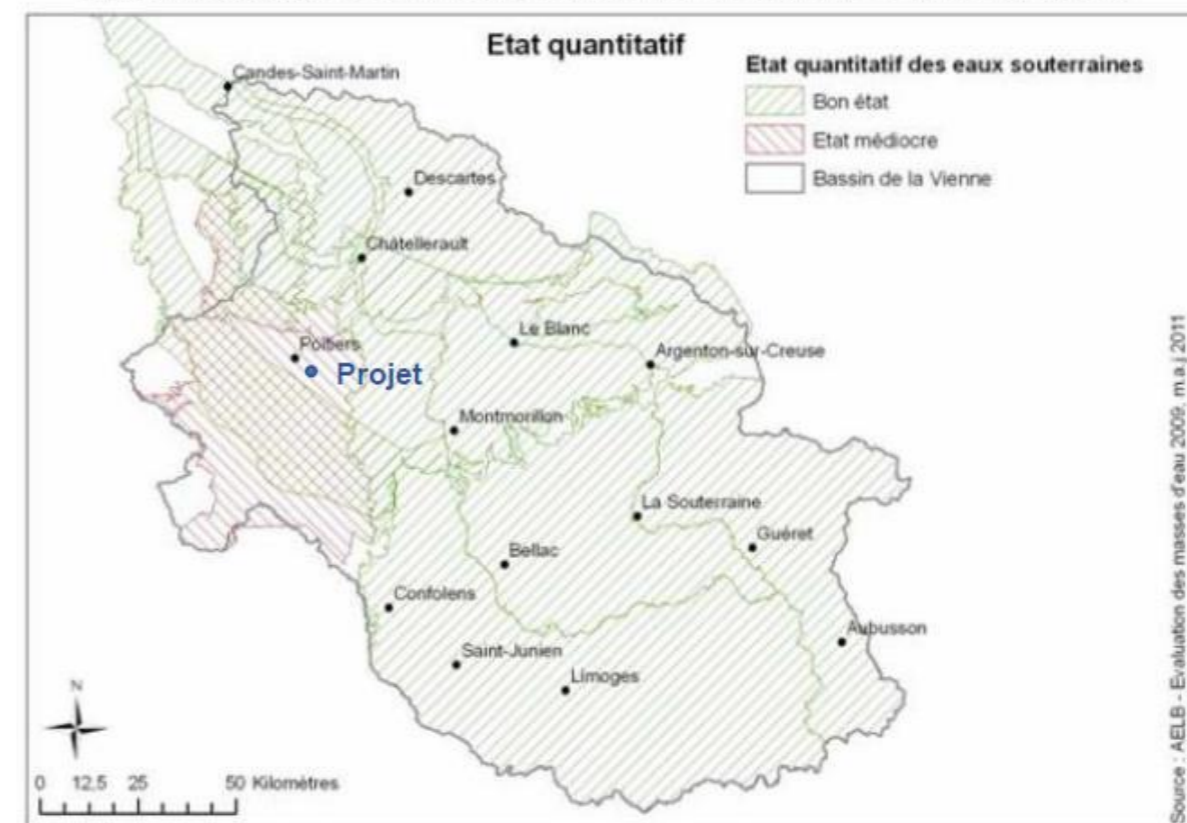 Etat quantitatif
Etat quantitatif des eaux souterraines
Bon état
Etat médiocre
Bassin de la Vienne
Candes-Saint-Martin
Descartes
Châtellerault
Le Blanc
Poitiers
Argenton-sur-Creuse
Projet
Montmorillon
La Souterraine
Guéret
Bellac
Confolens
Aubusson
Saint-Junien
Limoges
N
0 12.5 25 50 Kilomètres
Source : AELB - Evaluation des masses d'eau 2009, m.a.j 2011